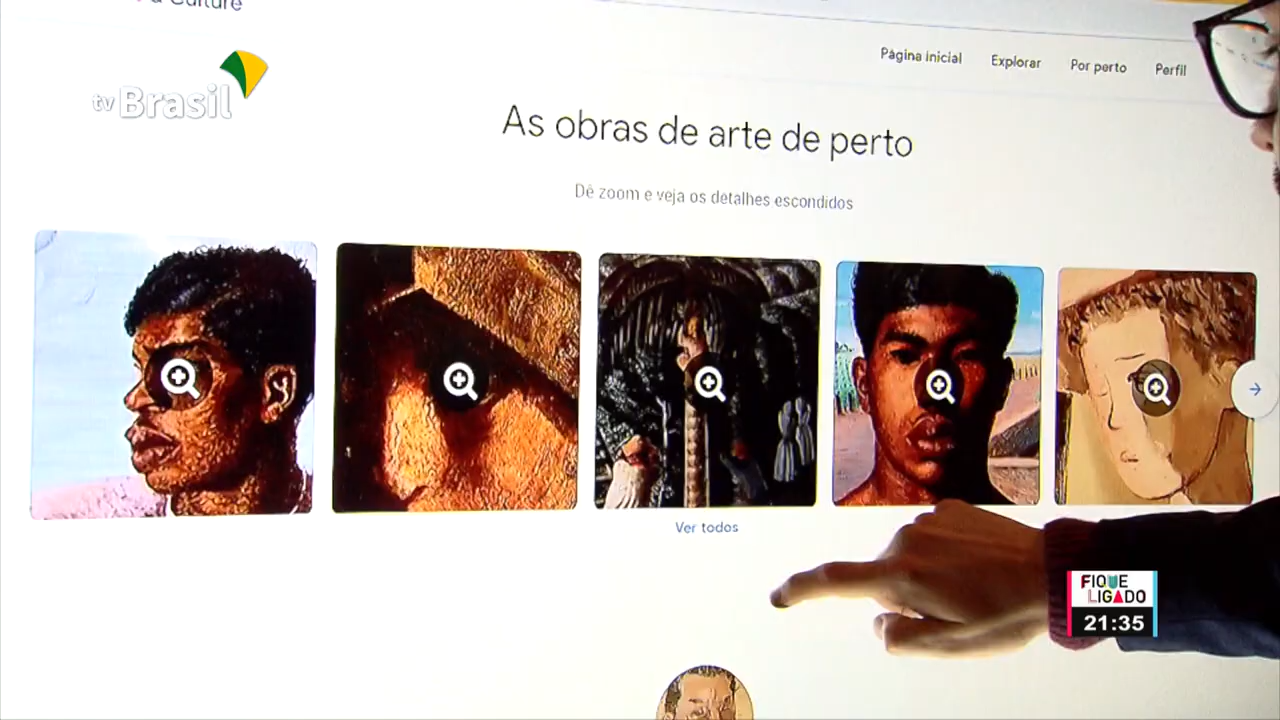 & Culture
tv Brasil
Página inicial Explorar Por perto Perfil
As obras de arte de perto
Dê zoom e veja os detalhes escondidos
Ver todos
FIQUE
LIGADO
21:35